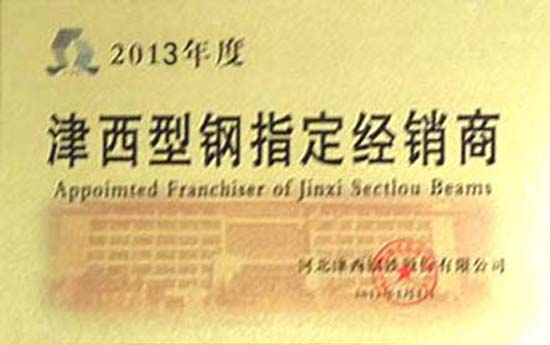 2013年度
津西型钢指定经销商
Appoimted Franchiser of Jinxi Sectlou Beams
河北津西钢铁股份有限公司